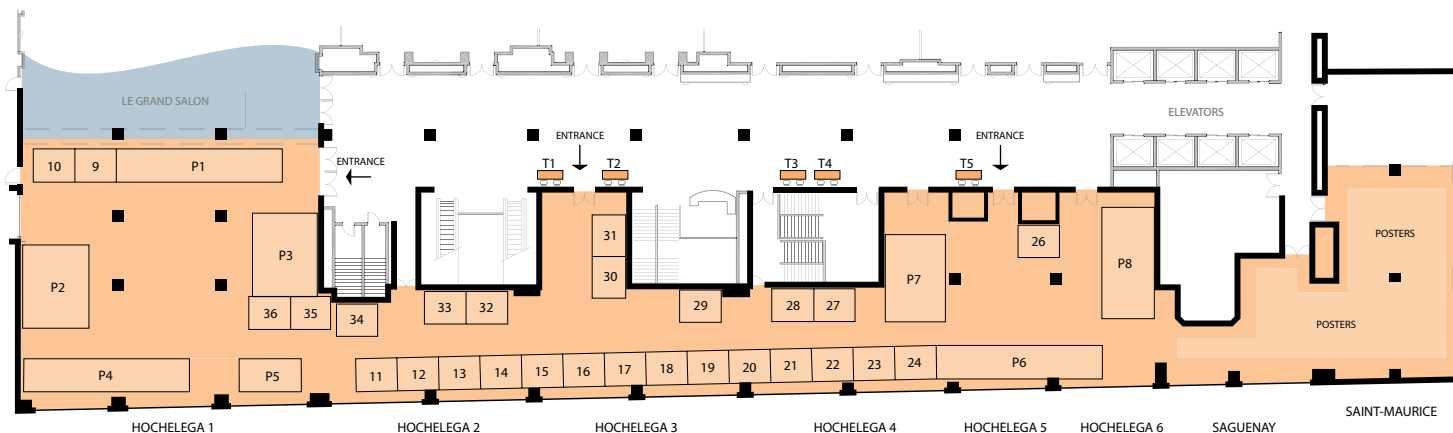 LE GRAND SALON
ELEVATORS
ENTRANCE
ENTRANCE
ENTRANCE
T1
T2
T3
T4
T5
10
9
P1
31
P3
26
POSTERS
P2
30
P7
P8
36
35
34
33
32
29
28
27
POSTERS
P4
P5
11
12
13
14
15
16
17
18
19
20
21
22
23
24
P6
HOCHELEGA 1
HOCHELEGA 2
HOCHELEGA 3
HOCHELEGA 4
HOCHELEGA 5
HOCHELEGA 6
SAGUENAY
SAINT-MAURICE